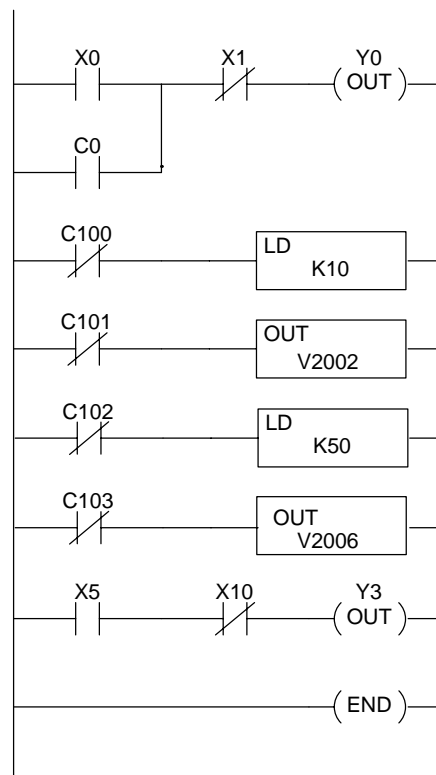 X0 X1 Y0
OUT
C0
C100
LD
K10
C101
OUT
V2002
C102
LD
K50
C103
OUT
V2006
X5 X10 Y3
OUT
END